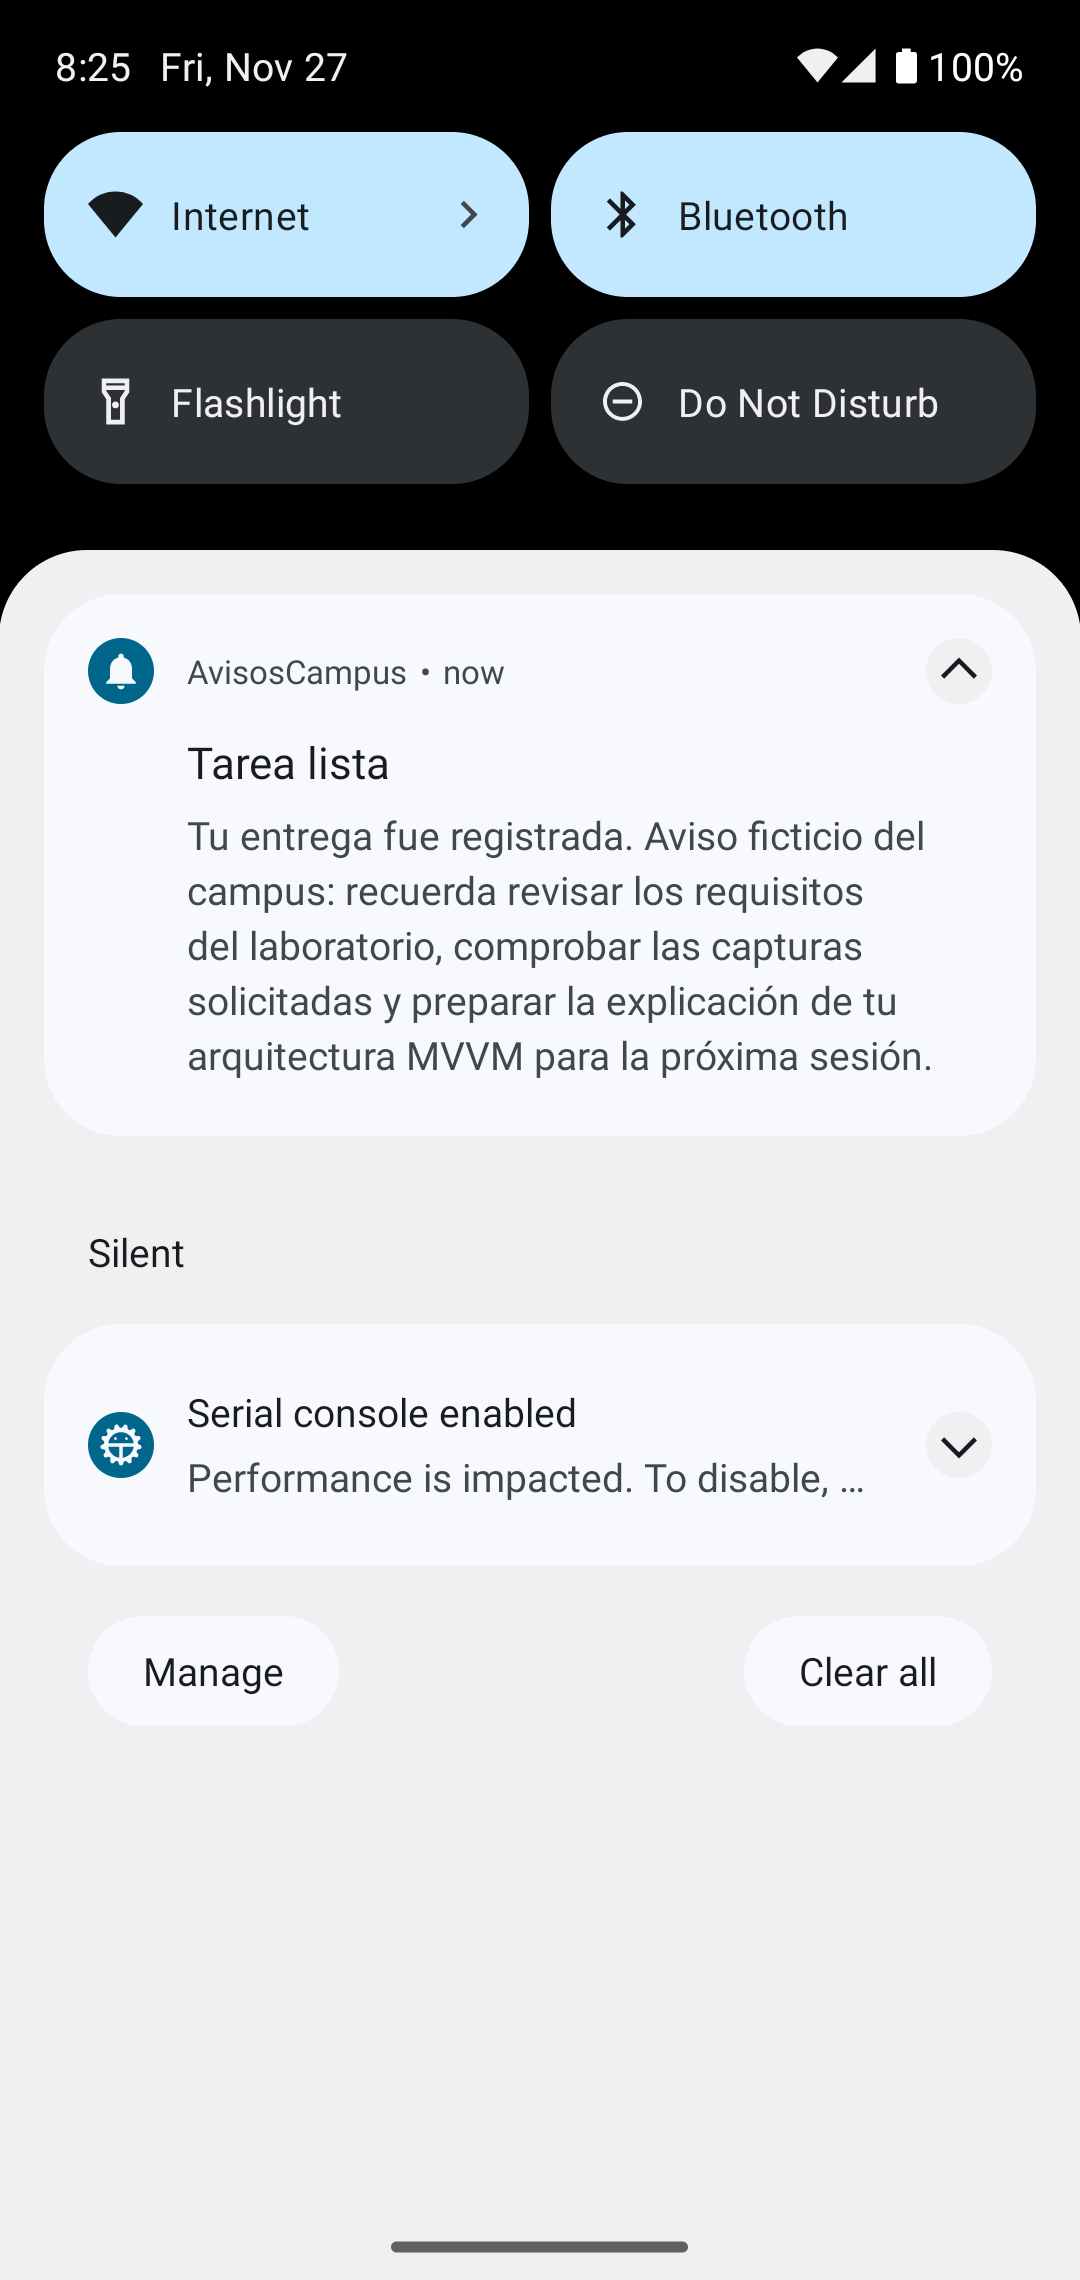 8:25 Fri, Nov 27 100%
Internet Bluetooth
Flashlight Do Not Disturb
AvisosCampus • now
Tarea lista
Tu entrega fue registrada. Aviso ficticio del
campus: recuerda revisar los requisitos
del laboratorio, comprobar las capturas
solicitadas y preparar la explicación de tu
arquitectura MVVM para la próxima sesión.
Silent
Serial console enabled
Performance is impacted. To disable, ...
Manage Clear all